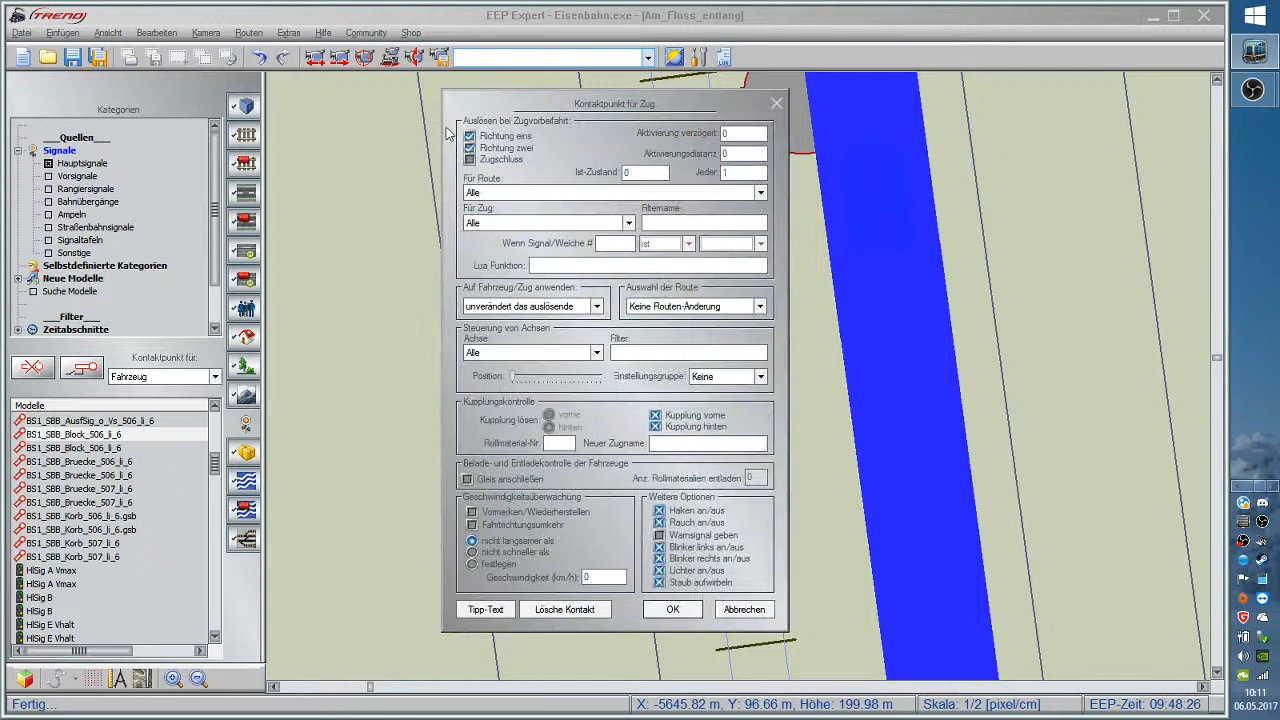 TREND
EEP Expert - Eisenbahn.exe - [Am_Fluss_entlang]
Datei Einfügen Ansicht Bearbeiten Kamera Routen Extras Hilfe Community Shop
Kategorien
__Quellen__
Signale
Hauptsignale
Vorsignale
Rangiersignale
Bahnübergänge
Ampeln
Straßenbahnsignale
Signaltafeln
Sonstige
Selbstdefinierte Kategorien
Neue Modelle
Suche Modelle
__Filter__
Zeitabschnitte
Kontaktpunkt für:
Fahrzeug
Modelle
BS1_SBB_AusfSig_o_Vs_506_li_6
BS1_SBB_Block_506_li_6
BS1_SBB_Block_506_li_6
BS1_SBB_Bruecke_506_li_6
BS1_SBB_Bruecke_506_li_6
BS1_SBB_Bruecke_507_li_6
BS1_SBB_Bruecke_507_li_6
BS1_SBB_Korb_506_li_6
BS1_SBB_Korb_506_li_6.gsb
BS1_SBB_Korb_507_li_6
BS1_SBB_Korb_507_li_6
HlSig A Vmax
HlSig A Vmax
HlSig B
HlSig B
HlSig E Vhalt
HlSig E Vhalt
Kontaktpunkt für Zug
Auslösen bei Zugvorbeifahrt:
Richtung eins
Richtung zwei
Zugschluss
Aktivierung verzögert 0
Aktivierungsdistanz: 0
Ist-Zustand 0 Jeder: 1
Für Route:
Alle
Für Zug: Filtername:
Alle
Wenn Signal/Weiche # ist
Lua Funktion:
Auf Fahrzeug/Zug anwenden: Auswahl der Route:
unverändert das auslösende Keine Routen-Änderung
Steuerung von Achsen
Achse Filter:
Alle
Position: Einstellungsgruppe: Keine
Kupplungskontrolle
Kupplung lösen: vorne
hinten
Kupplung vorne
Kupplung hinten
Rollmaterial-Nr. Neuer Zugname:
Belade- und Entladekontrolle der Fahrzeuge
Gleis anschließen Anz. Rollmaterialien entladen: 0
Geschwindigkeitsüberwachung
Vormerken/Wiederherstellen
Fahrtrichtungsumkehr
nicht langsamer als
nicht schneller als
festlegen
Geschwindigkeit (km/h): 0
Weitere Optionen
Haken an/aus
Rauch an/aus
Warnsignal geben
Blinker links an/aus
Blinker rechts an/aus
Lichter an/aus
Staub aufwirbeln
Tipp-Text Lösche Kontakt OK Abbrechen
Fertig...
X: -5645.82 m, Y: 96.66 m, Höhe: 199.98 m
Skala: 1/2 [pixel/cm]
EEP-Zeit: 09:48:26
10:11
06.05.2017